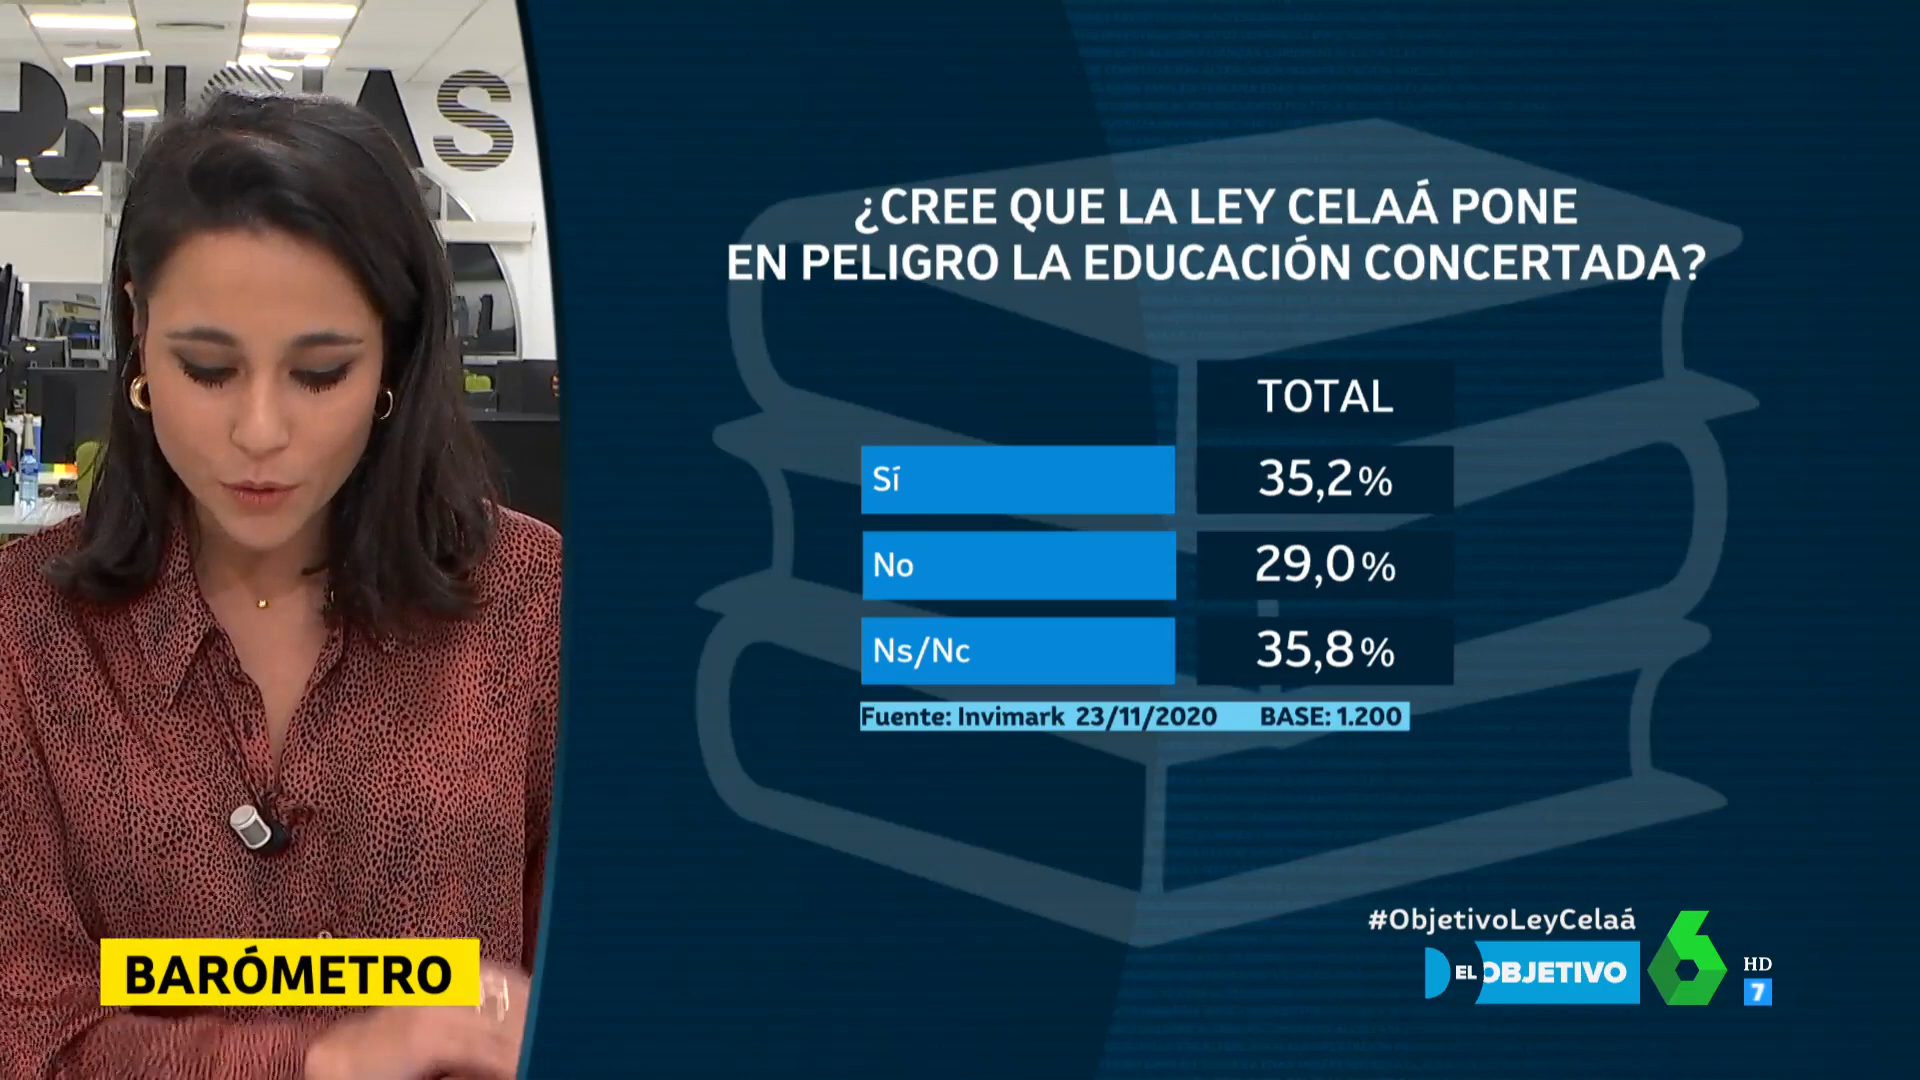 ¿CREE QUE LA LEY CELAÁ PONE
EN PELIGRO LA EDUCACIÓN CONCERTADA?
TOTAL
Sí 35,2%
No 29,0%
Ns/Nc 35,8%
Fuente: Invimark 23/11/2020 BASE: 1.200
#ObjetivoLeyCelaá
EL OBJETIVO
6
HD
7
BARÓMETRO